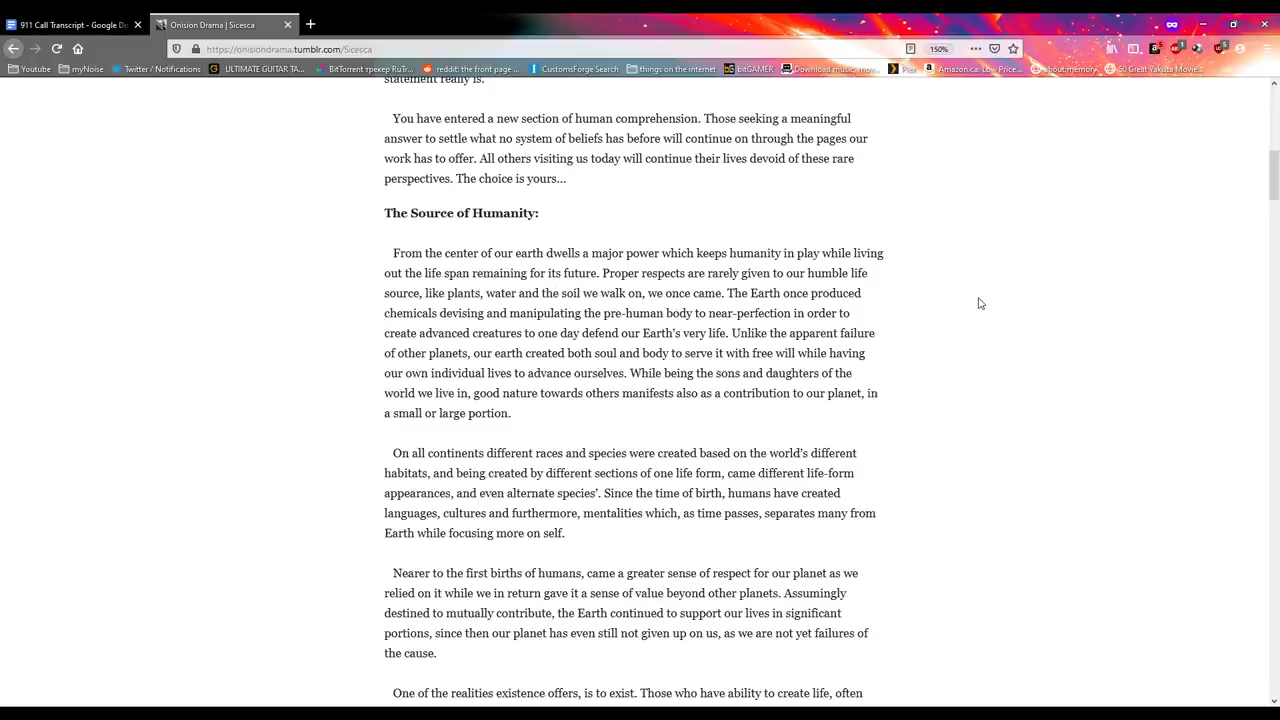 911 Call Transcript - Google D
Onision Drama | Sicesca
https://onisiondrama.tumblr.com/Sicesca
150%
Youtube
myNoise
Twitter / Notifications
ULTIMATE GUITAR TA...
BitTorrent трекер RuTr...
reddit: the front page ...
CustomsForge Search
things on the internet
bitGAMER
Download music, mov...
Plex
Amazon.ca: Low Price...
about:memory
50 Great Yakuza Movie...
statement really is.
You have entered a new section of human comprehension. Those seeking a meaningful
answer to settle what no system of beliefs has before will continue on through the pages our
work has to offer. All others visiting us today will continue their lives devoid of these rare
perspectives. The choice is yours…
The Source of Humanity:
From the center of our earth dwells a major power which keeps humanity in play while living
out the life span remaining for its future. Proper respects are rarely given to our humble life
source, like plants, water and the soil we walk on, we once came. The Earth once produced
chemicals devising and manipulating the pre-human body to near-perfection in order to
create advanced creatures to one day defend our Earth's very life. Unlike the apparent failure
of other planets, our earth created both soul and body to serve it with free will while having
our own individual lives to advance ourselves. While being the sons and daughters of the
world we live in, good nature towards others manifests also as a contribution to our planet, in
a small or large portion.
On all continents different races and species were created based on the world's different
habitats, and being created by different sections of one life form, came different life-form
appearances, and even alternate species'. Since the time of birth, humans have created
languages, cultures and furthermore, mentalities which, as time passes, separates many from
Earth while focusing more on self.
Nearer to the first births of humans, came a greater sense of respect for our planet as we
relied on it while we in return gave it a sense of value beyond other planets. Assumingly
destined to mutually contribute, the Earth continued to support our lives in significant
portions, since then our planet has even still not given up on us, as we are not yet failures of
the cause.
One of the realities existence offers, is to exist. Those who have ability to create life, often